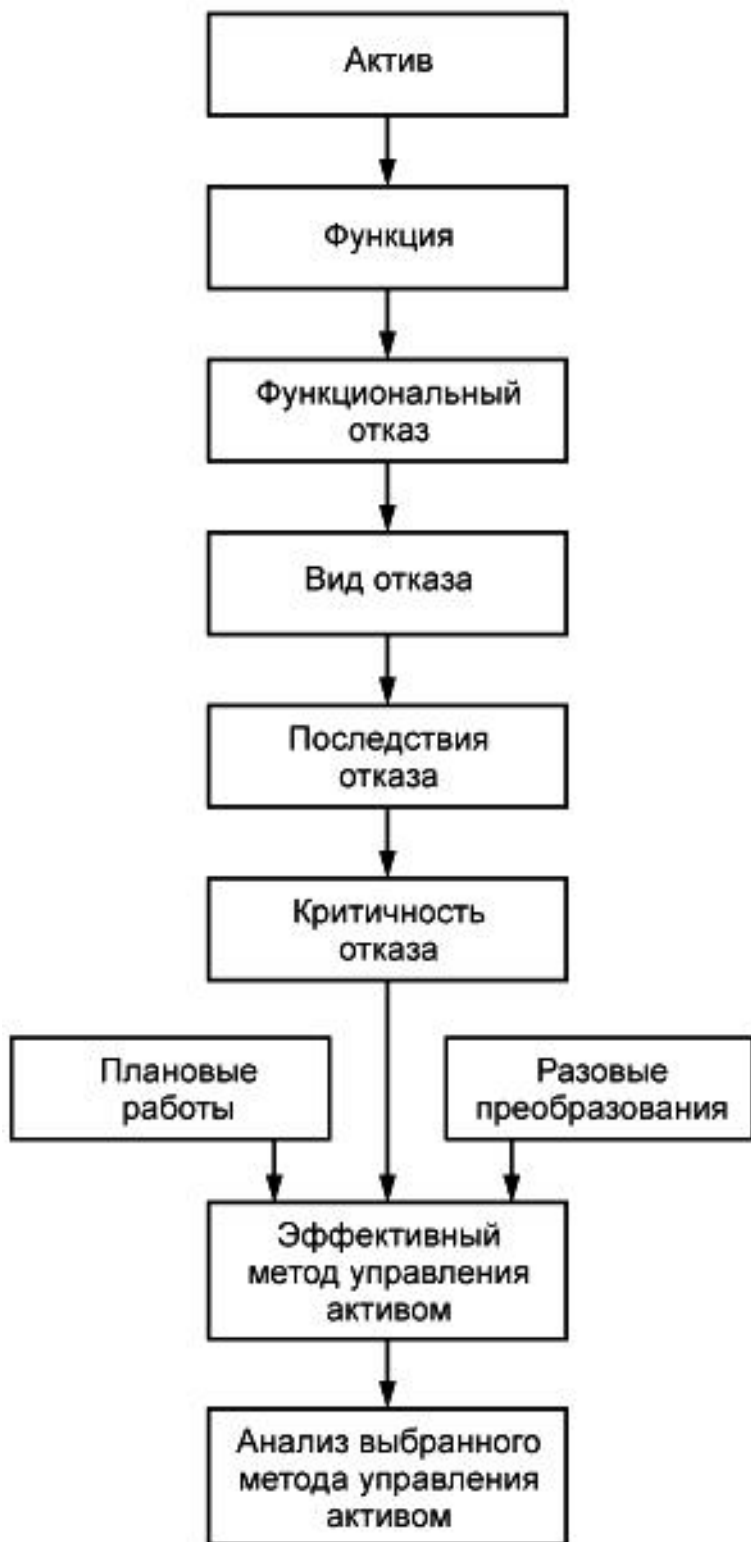 Актив
Функция
Функциональный
отказ
Вид отказа
Последствия
отказа
Критичность
отказа
Плановые
работы
Разовые
преобразования
Эффективный
метод управления
активом
Анализ выбранного
метода управления
активом